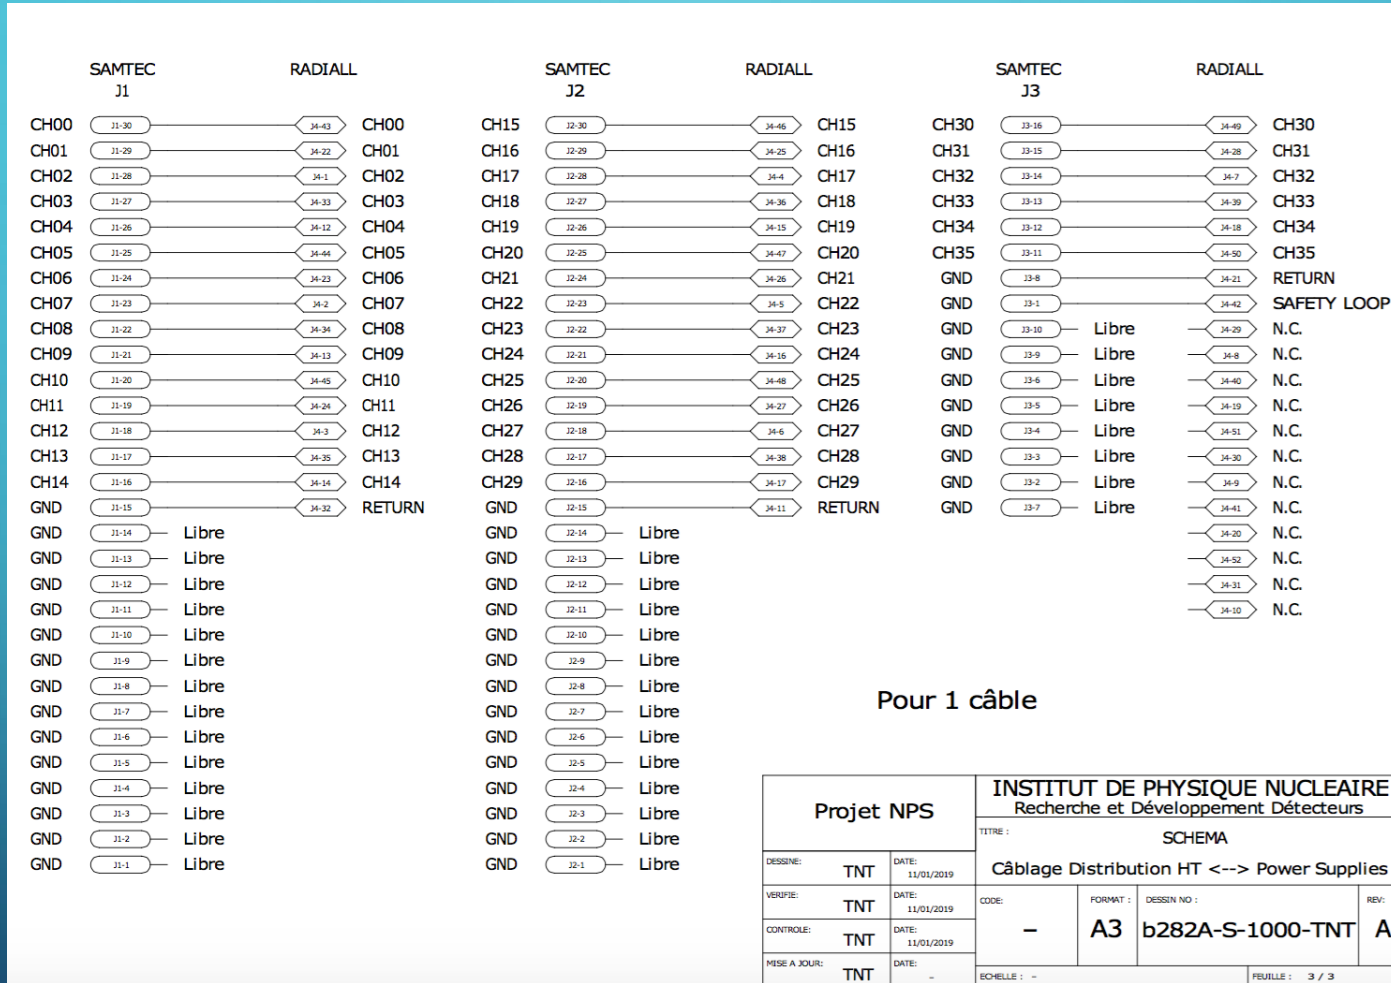 SAMTEC RADIALL SAMTEC RADIALL SAMTEC RADIALL
J1 J2 J3
CH00 J1-30 J4-43 CH00 CH15 J2-30 J4-46 CH15 CH30 J3-16 J4-49 CH30
CH01 J1-29 J4-22 CH01 CH16 J2-29 J4-25 CH16 CH31 J3-15 J4-28 CH31
CH02 J1-28 J4-1 CH02 CH17 J2-28 J4-4 CH17 CH32 J3-14 J4-7 CH32
CH03 J1-27 J4-33 CH03 CH18 J2-27 J4-36 CH18 CH33 J3-13 J4-39 CH33
CH04 J1-26 J4-12 CH04 CH19 J2-26 J4-15 CH19 CH34 J3-12 J4-18 CH34
CH05 J1-25 J4-44 CH05 CH20 J2-25 J4-47 CH20 CH35 J3-11 J4-50 CH35
CH06 J1-24 J4-23 CH06 CH21 J2-24 J4-26 CH21 GND J3-8 J4-21 RETURN
CH07 J1-23 J4-2 CH07 CH22 J2-23 J4-5 CH22 GND J3-1 J4-42 SAFETY LOOP
CH08 J1-22 J4-34 CH08 CH23 J2-22 J4-37 CH23 GND J3-10 Libre J4-29 N.C.
CH09 J1-21 J4-13 CH09 CH24 J2-21 J4-16 CH24 GND J3-9 Libre J4-8 N.C.
CH10 J1-20 J4-45 CH10 CH25 J2-20 J4-48 CH25 GND J3-6 Libre J4-40 N.C.
CH11 J1-19 J4-24 CH11 CH26 J2-19 J4-27 CH26 GND J3-5 Libre J4-19 N.C.
CH12 J1-18 J4-3 CH12 CH27 J2-18 J4-6 CH27 GND J3-4 Libre J4-51 N.C.
CH13 J1-17 J4-35 CH13 CH28 J2-17 J4-38 CH28 GND J3-3 Libre J4-30 N.C.
CH14 J1-16 J4-14 CH14 CH29 J2-16 J4-17 CH29 GND J3-2 Libre J4-9 N.C.
GND J1-15 J4-32 RETURN GND J2-15 J4-11 RETURN GND J3-7 Libre J4-41 N.C.
GND J1-14 Libre GND J2-14 Libre J4-20 N.C.
GND J1-13 Libre GND J2-13 Libre J4-52 N.C.
GND J1-12 Libre GND J2-12 Libre J4-31 N.C.
GND J1-11 Libre GND J2-11 Libre J4-10 N.C.
GND J1-10 Libre GND J2-10 Libre
GND J1-9 Libre GND J2-9 Libre
GND J1-8 Libre GND J2-8 Libre
GND J1-7 Libre GND J2-7 Libre
GND J1-6 Libre GND J2-6 Libre
GND J1-5 Libre GND J2-5 Libre
GND J1-4 Libre GND J2-4 Libre
GND J1-3 Libre GND J2-3 Libre
GND J1-2 Libre GND J2-2 Libre
GND J1-1 Libre GND J2-1 Libre
Pour 1 câble
Projet NPS
INSTITUT DE PHYSIQUE NUCLEAIRE
Recherche et Développement Détecteurs
TITRE :
SCHEMA
Câblage Distribution HT <--> Power Supplies
DESSINE: TNT DATE: 11/01/2019
VERIFIE: TNT DATE: 11/01/2019
CONTROLE: TNT DATE: 11/01/2019
MISE A JOUR: TNT DATE: -
CODE: -
FORMAT : A3
DESSIN NO : b282A-S-1000-TNT
REV: A
ECHELLE : -
FEUILLE : 3 / 3